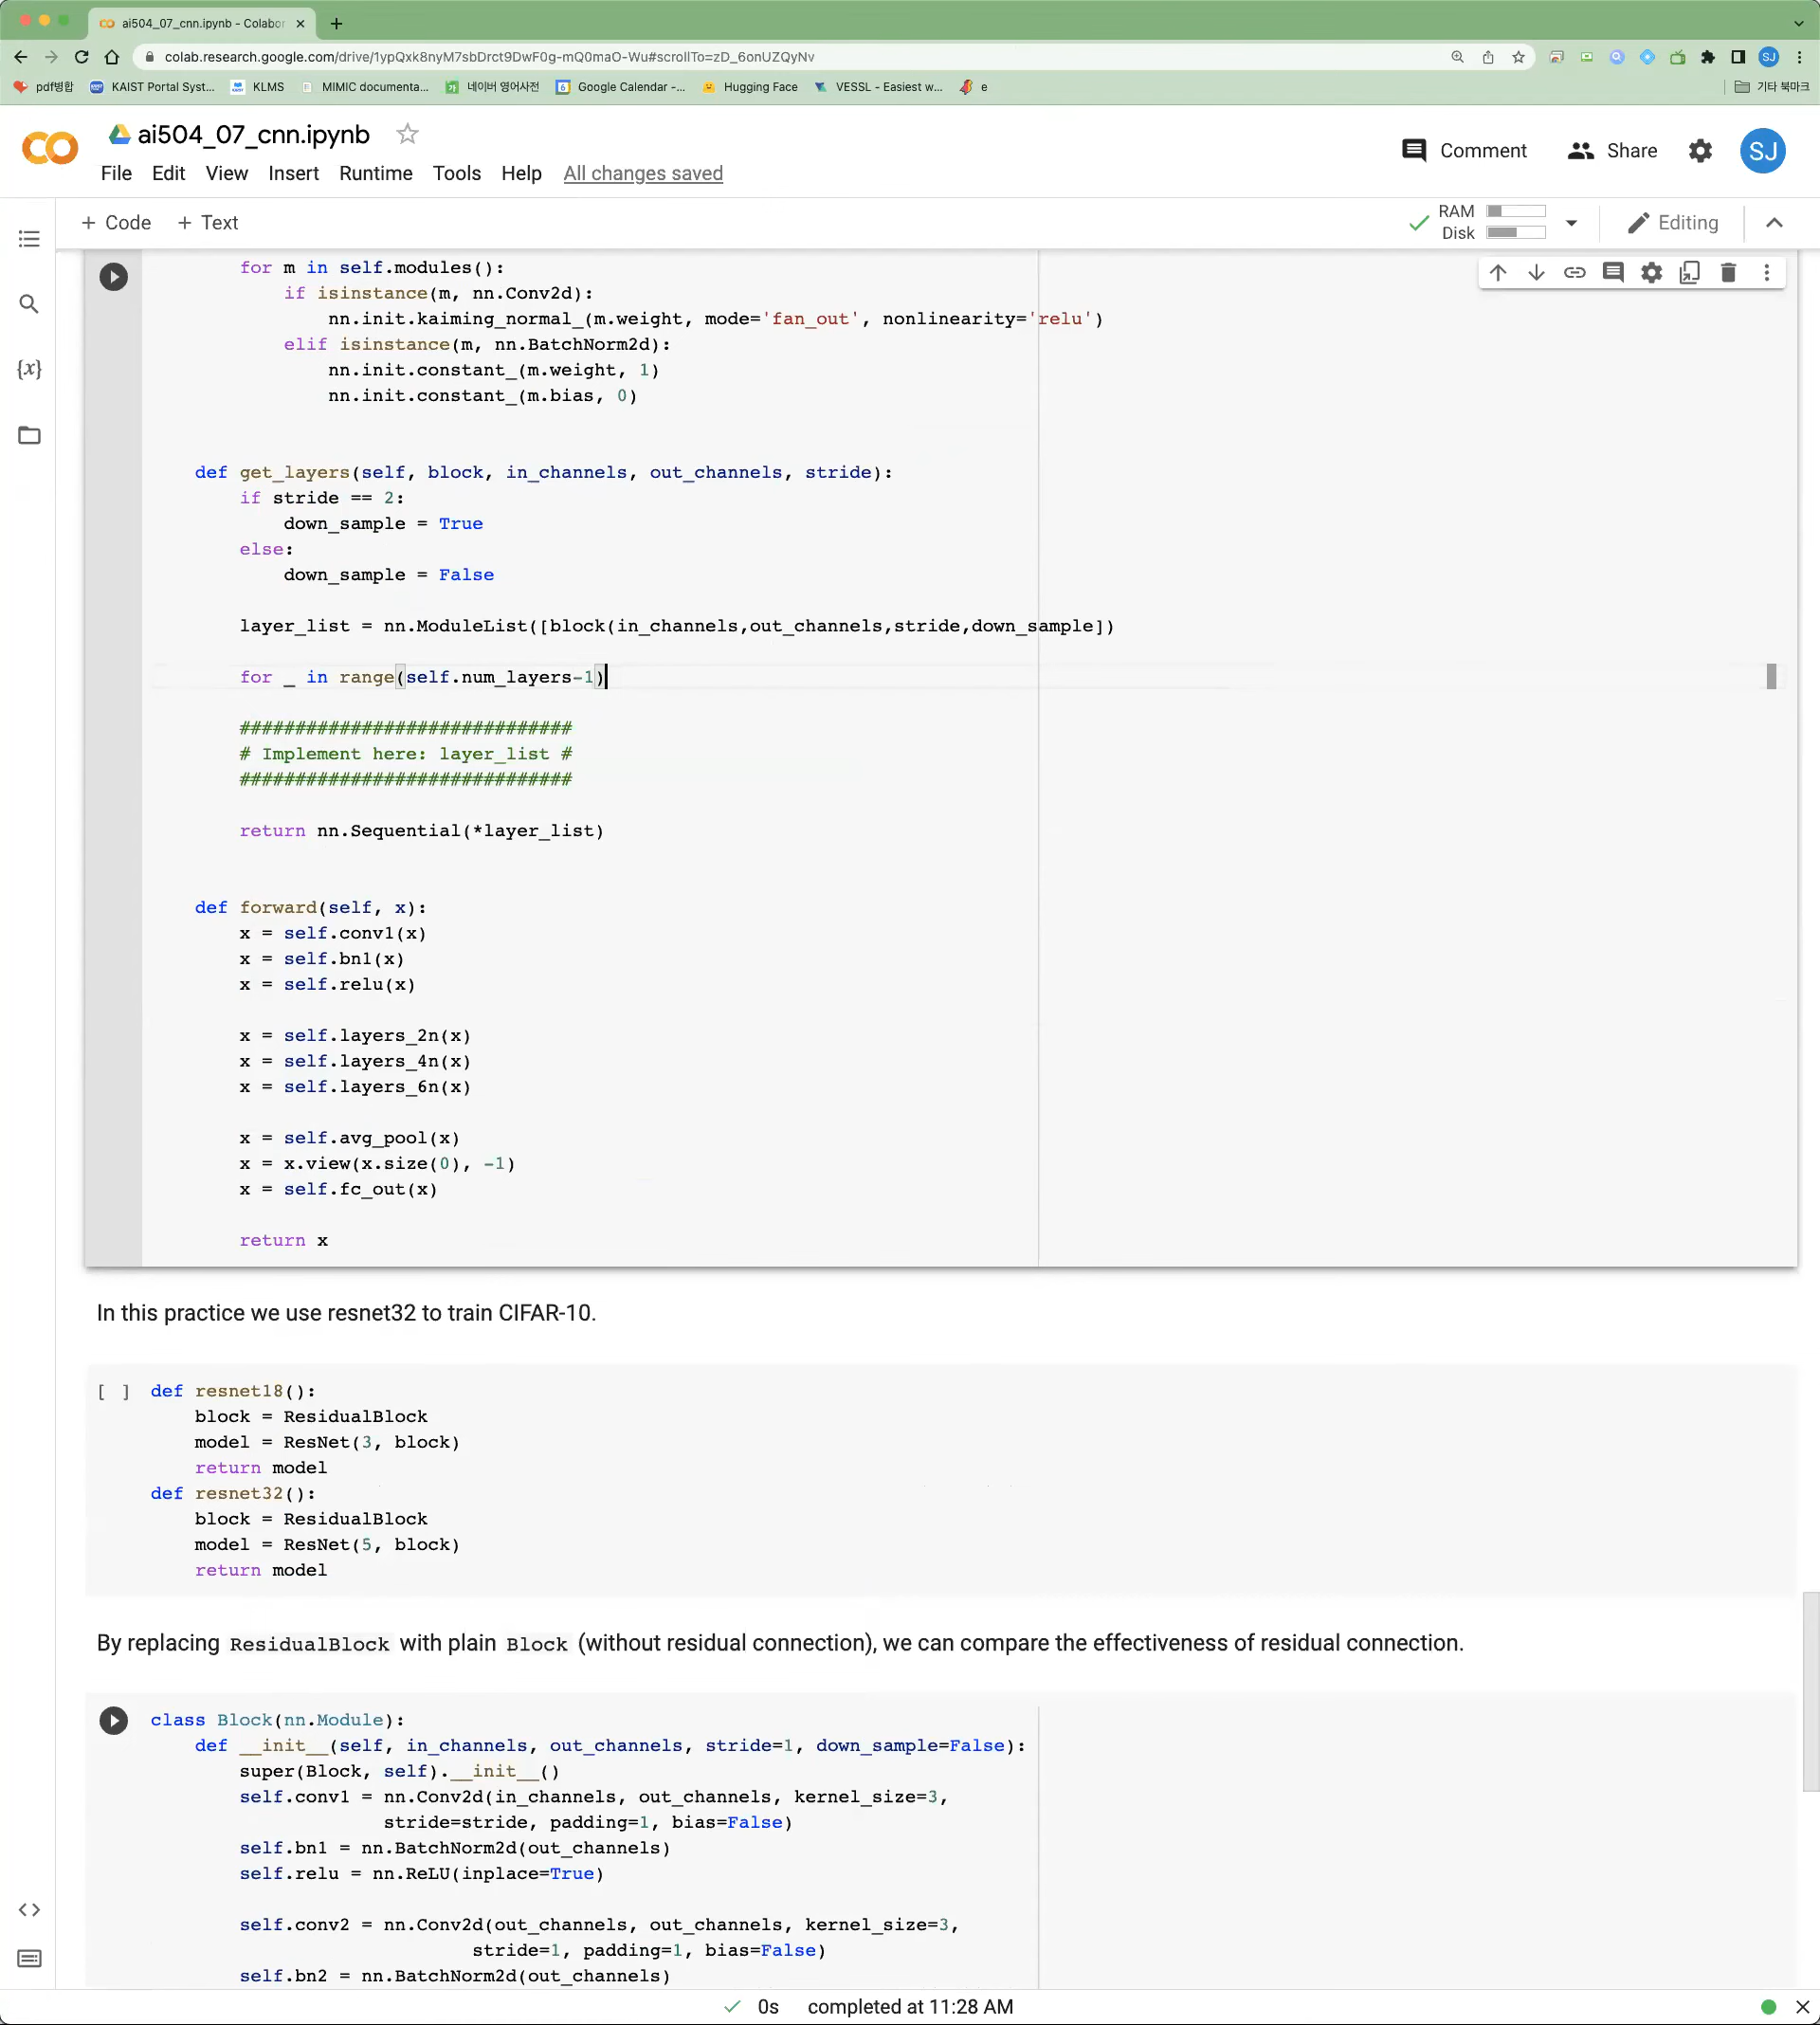 ai504_07_cnn.ipynb - Colabor
colab.research.google.com/drive/1ypQxk8nyM7sbDrct9DwF0g-mQ0maO-Wu#scrollTo=zD_6onUZQyNv
SJ
pdf병합 KAIST Portal Syst... KLMS MIMIC documenta... 네이버 영어사전 Google Calendar -... Hugging Face VESSL - Easiest w... e 기타 북마크
ai504_07_cnn.ipynb
Comment Share SJ
File Edit View Insert Runtime Tools Help All changes saved
+ Code + Text RAM Disk Editing
for m in self.modules():
if isinstance(m, nn.Conv2d):
nn.init.kaiming_normal_(m.weight, mode='fan_out', nonlinearity='relu')
elif isinstance(m, nn.BatchNorm2d):
nn.init.constant_(m.weight, 1)
nn.init.constant_(m.bias, 0)
{x}
def get_layers(self, block, in_channels, out_channels, stride):
if stride == 2:
down_sample = True
else:
down_sample = False
layer_list = nn.ModuleList([block(in_channels,out_channels,stride,down_sample])
for _ in range(self.num_layers-1)
##############################
# Implement here: layer_list #
##############################
return nn.Sequential(*layer_list)
def forward(self, x):
x = self.conv1(x)
x = self.bn1(x)
x = self.relu(x)
x = self.layers_2n(x)
x = self.layers_4n(x)
x = self.layers_6n(x)
x = self.avg_pool(x)
x = x.view(x.size(0), -1)
x = self.fc_out(x)
return x
In this practice we use resnet32 to train CIFAR-10.
[ ] def resnet18():
block = ResidualBlock
model = ResNet(3, block)
return model
def resnet32():
block = ResidualBlock
model = ResNet(5, block)
return model
By replacing ResidualBlock with plain Block (without residual connection), we can compare the effectiveness of residual connection.
class Block(nn.Module):
def __init__(self, in_channels, out_channels, stride=1, down_sample=False):
super(Block, self).__init__()
self.conv1 = nn.Conv2d(in_channels, out_channels, kernel_size=3,
stride=stride, padding=1, bias=False)
self.bn1 = nn.BatchNorm2d(out_channels)
self.relu = nn.ReLU(inplace=True)
self.conv2 = nn.Conv2d(out_channels, out_channels, kernel_size=3,
stride=1, padding=1, bias=False)
self.bn2 = nn.BatchNorm2d(out_channels)
0s completed at 11:28 AM